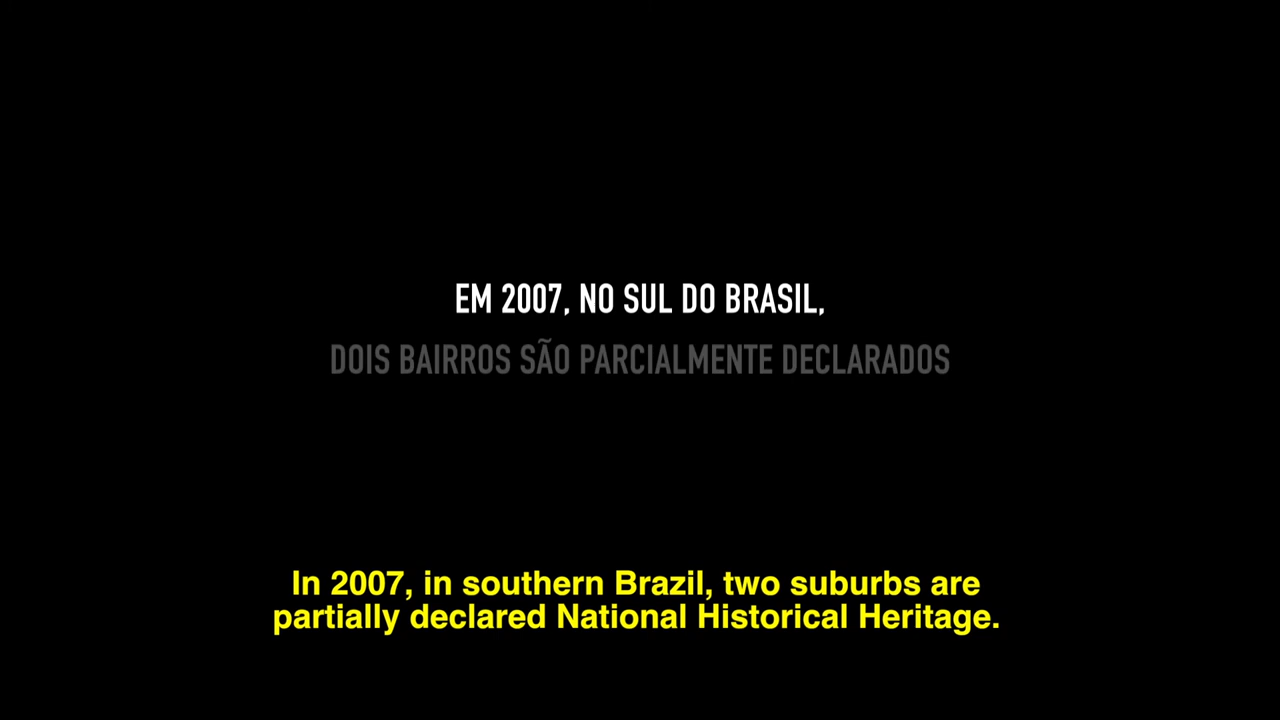 EM 2007, NO SUL DO BRASIL,
DOIS BAIRROS SÃO PARCIALMENTE DECLARADOS
In 2007, in southern Brazil, two suburbs are
partially declared National Historical Heritage.